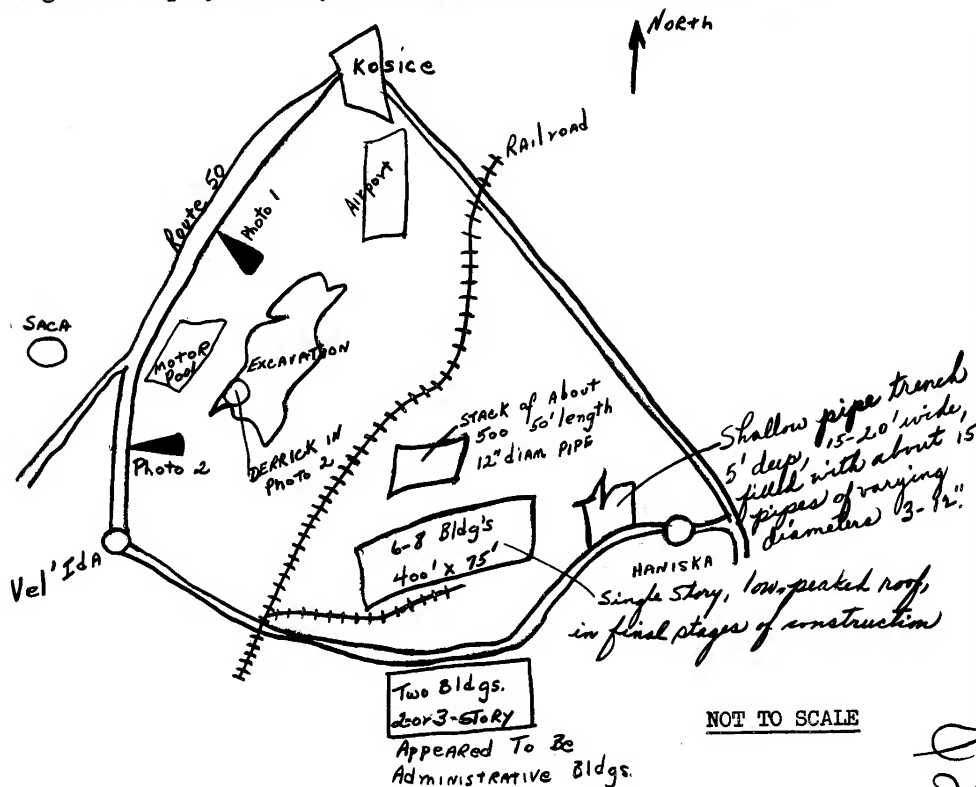 North
Kosice
Railroad
Airport
Route 50
Photo 1
SACA
MOTOR
POOL
EXCAVATION
STACK of About
500 50' length
12" diam PIPE
Shallow pipe trench
5' deep, 15-20' wide,
filled with about 15
pipes of varying
diameters 3-12".
Photo 2
DERRICK IN
Photo 2
6-8 Bldg's
400' x 75'
HANISKA
Vel' IdA
Single Story, low-peaked roof,
in final stages of construction
Two Bldgs.
2-or 3-STORY
NOT TO SCALE
Appeared To Be
Administrative Bldgs.